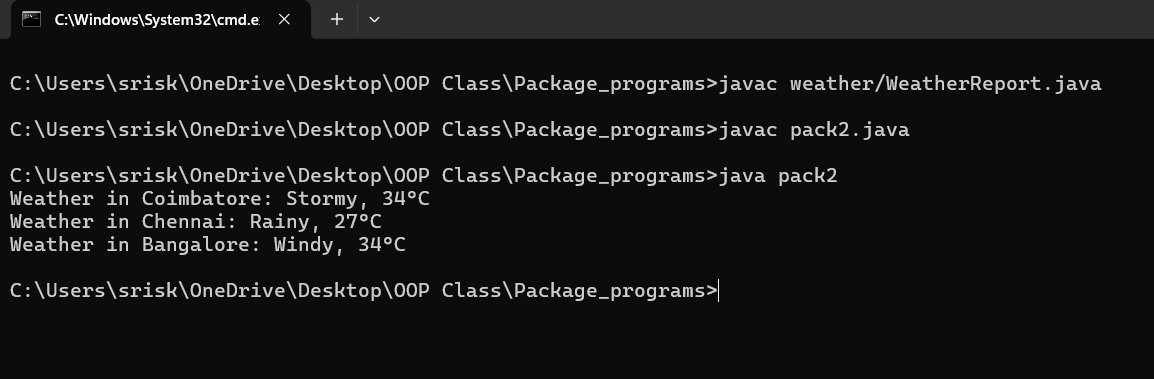 C:\Windows\System32\cmd.e
C:\Users\srisk\OneDrive\Desktop\OOP Class\Package_programs>javac weather/WeatherReport.java
C:\Users\srisk\OneDrive\Desktop\OOP Class\Package_programs>javac pack2.java
C:\Users\srisk\OneDrive\Desktop\OOP Class\Package_programs>java pack2
Weather in Coimbatore: Stormy, 34°C
Weather in Chennai: Rainy, 27°C
Weather in Bangalore: Windy, 34°C
C:\Users\srisk\OneDrive\Desktop\OOP Class\Package_programs>